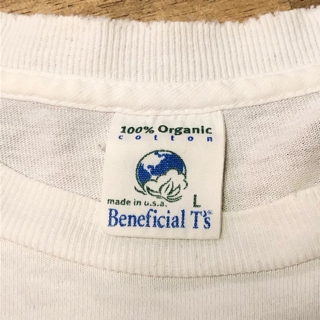 100% Organic
cotton
made in u.s.a. L
Beneficial T's